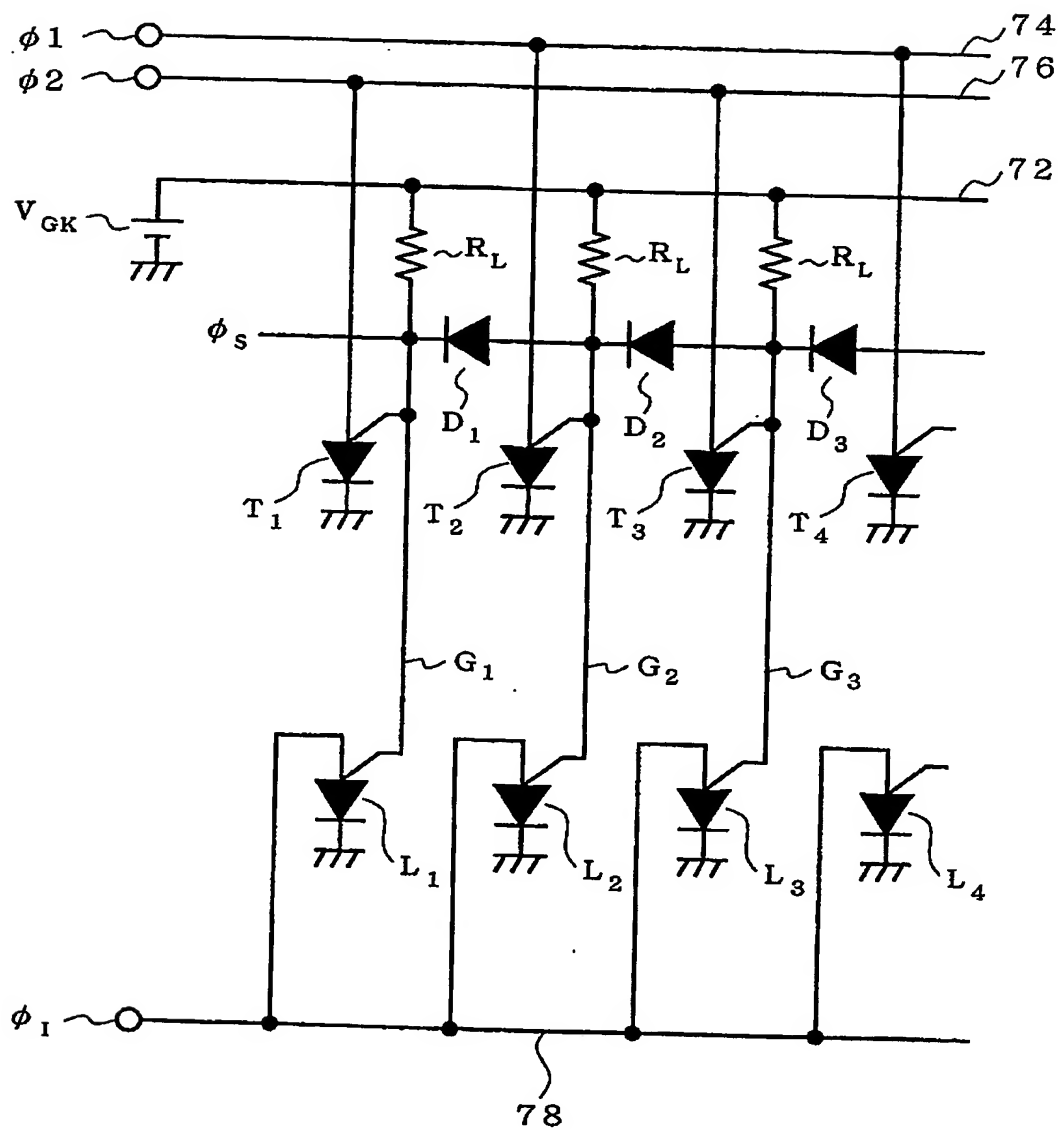 ϕ1
74
ϕ2
76
72
V_GK
R_L R_L R_L
ϕ_S
D_1 D_2 D_3
T_1 T_2 T_3 T_4
G_1 G_2 G_3
L_1 L_2 L_3 L_4
ϕ_I
78